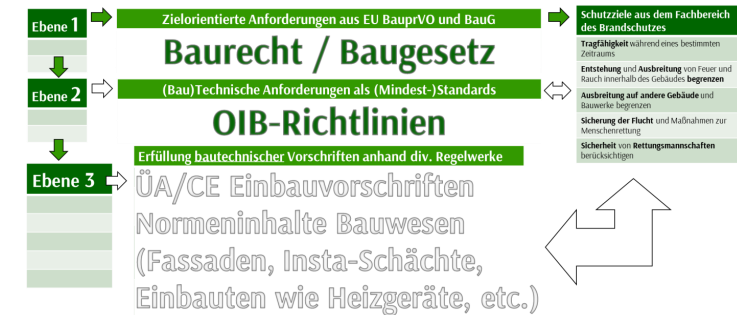 Ebene 1
Zielorientierte Anforderungen aus EU BauprVO und BauG
Baurecht / Baugesetz
Ebene 2
(Bau)Technische Anforderungen als (Mindest-)Standards
OIB-Richtlinien
Ebene 3
Erfüllung bautechnischer Vorschriften anhand div. Regelwerke
ÜA/CE Einbauvorschriften
Normeninhalte Bauwesen
(Fassaden, Insta-Schächte,
Einbauten wie Heizgeräte, etc.)
Schutzziele aus dem Fachbereich
des Brandschutzes
Tragfähigkeit während eines bestimmten
Zeitraums
Entstehung und Ausbreitung von Feuer und
Rauch innerhalb des Gebäudes begrenzen
Ausbreitung auf andere Gebäude und
Bauwerke begrenzen
Sicherung der Flucht und Maßnahmen zur
Menschenrettung
Sicherheit von Rettungsmannschaften
berücksichtigen